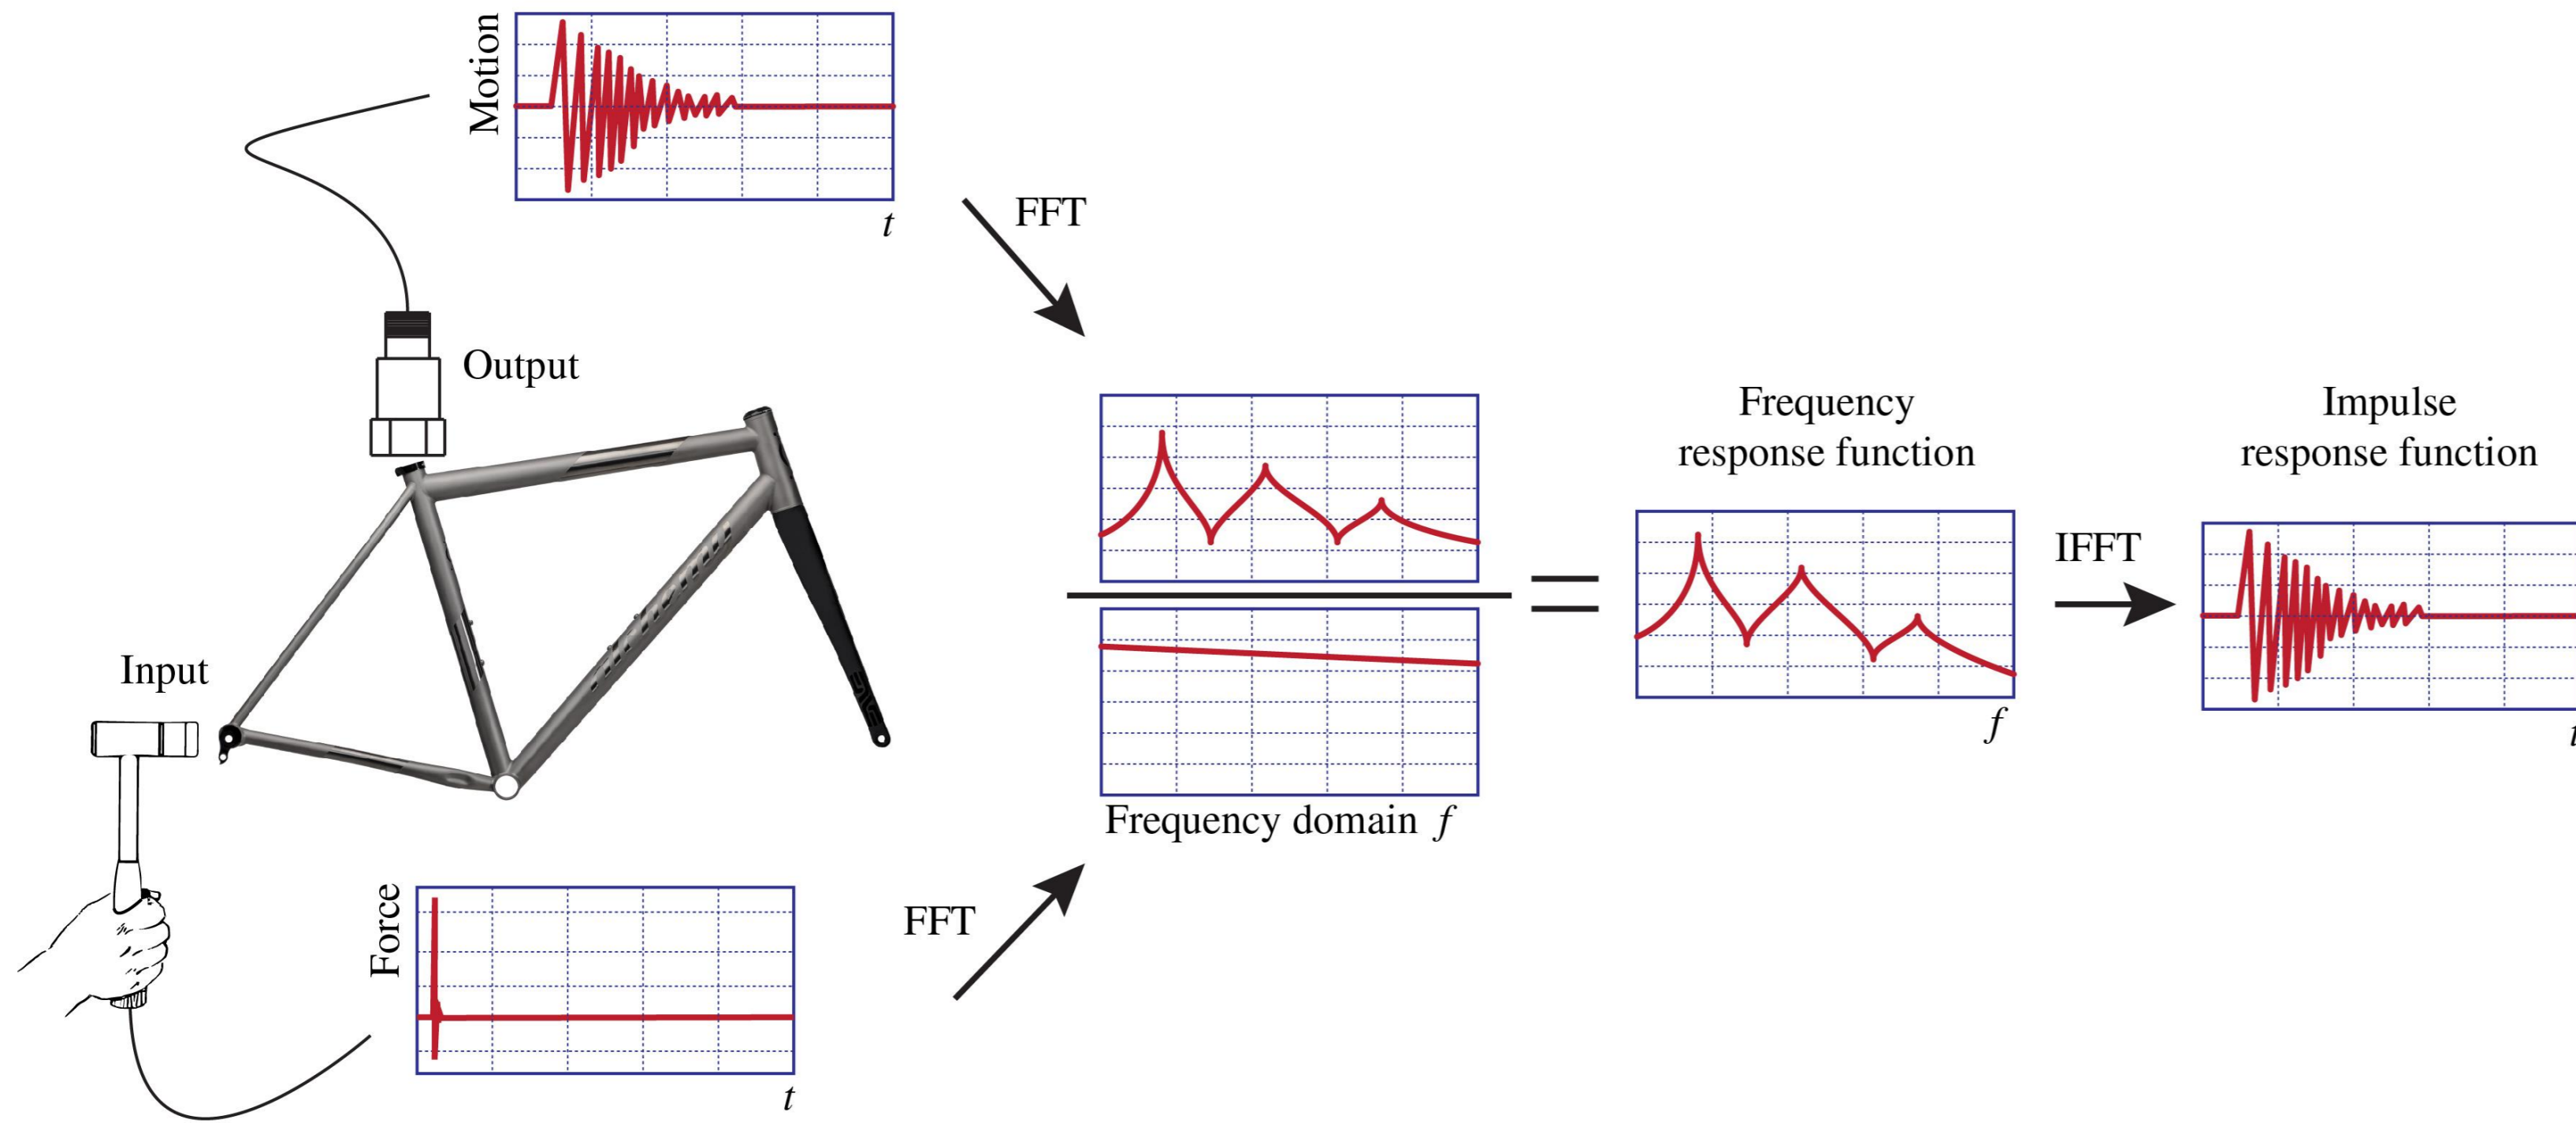 Motion
t
FFT
Output
Frequency
response function
Impulse
response function
IFFT
Input
f
t
Frequency domain f
Force
FFT
t